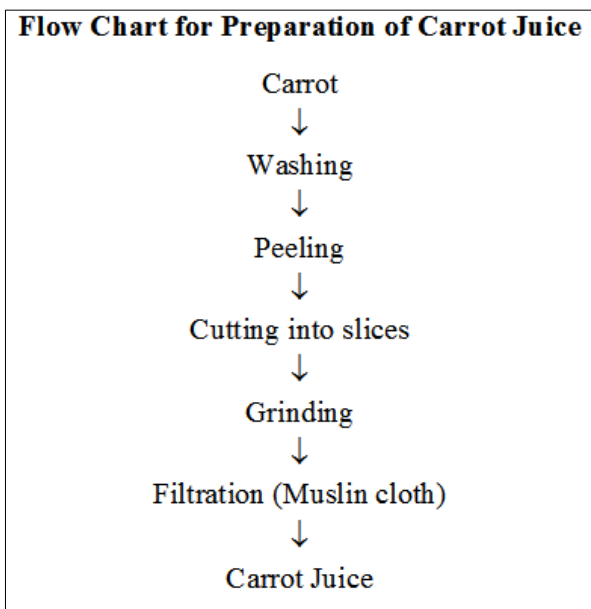 Flow Chart for Preparation of Carrot Juice
Carrot
↓
Washing
↓
Peeling
↓
Cutting into slices
↓
Grinding
↓
Filtration (Muslin cloth)
↓
Carrot Juice